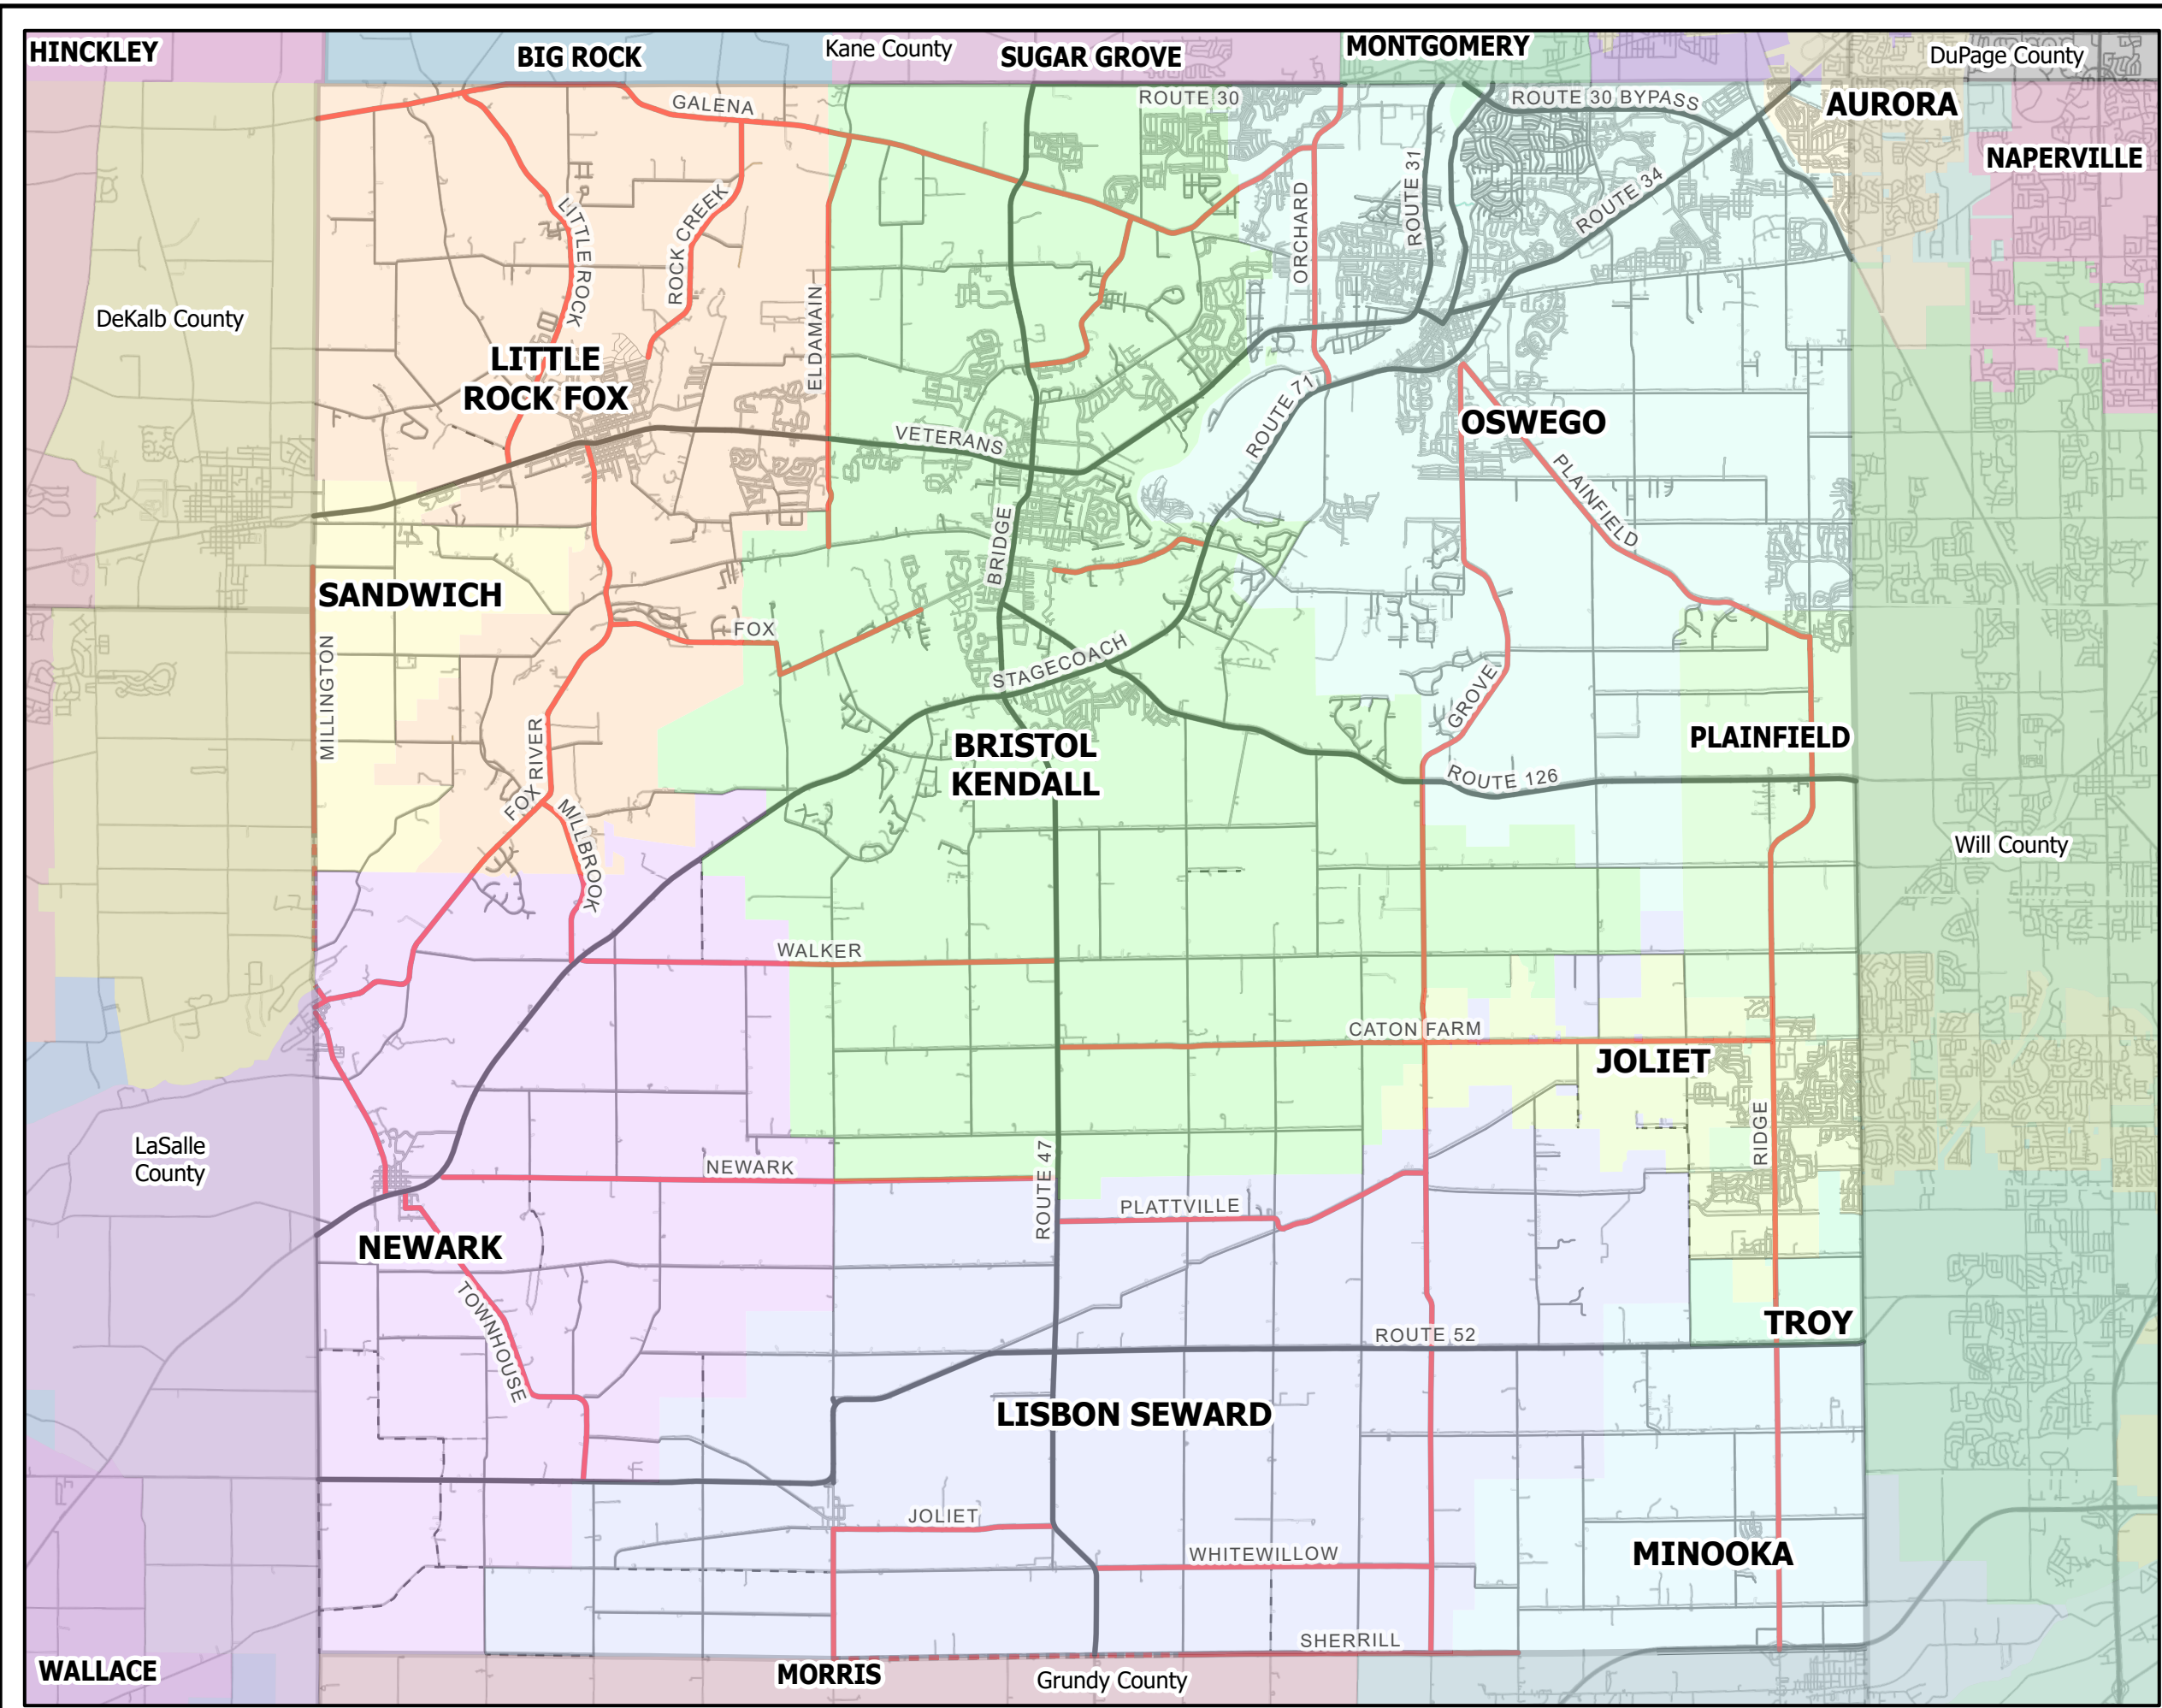 HINCKLEY
BIG ROCK
Kane County
SUGAR GROVE
MONTGOMERY
DuPage County
GALENA
ROUTE 30
ROUTE 30 BYPASS
AURORA
NAPERVILLE
LITTLE ROCK
ROCK CREEK
ORCHARD
ROUTE 31
ROUTE 34
DeKalb County
ELDAMAIN
LITTLE
ROCK FOX
ROUTE 71
VETERANS
OSWEGO
PLAINFIELD
BRIDGE
SANDWICH
FOX
MILLINGTON
STAGECOACH
GROVE
FOX RIVER
BRISTOL
KENDALL
PLAINFIELD
ROUTE 126
FOX
MILLBROOK
Will County
WALKER
CATON FARM
JOLIET
RIDGE
LaSalle
County
NEWARK
ROUTE 47
PLATTVILLE
NEWARK
TOWNHOUSE
ROUTE 52
TROY
LISBON SEWARD
JOLIET
WHITEWILLOW
MINOOKA
SHERRILL
WALLACE
MORRIS
Grundy County